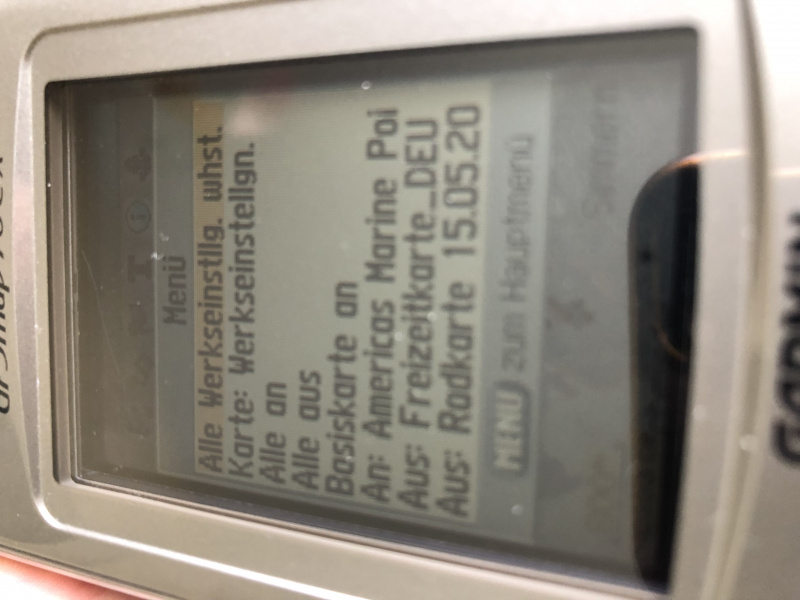 Menü
Alle Werkseinstllg. whst.
Karte: Werkseinstellgn.
Alle an
Alle aus
Basiskarte an
An: Americas Marine Poi
Aus: Freizeitkarte_DEU
Aus: Radkarte 15.05.20
MENU zum Hauptmenü
GARMIN